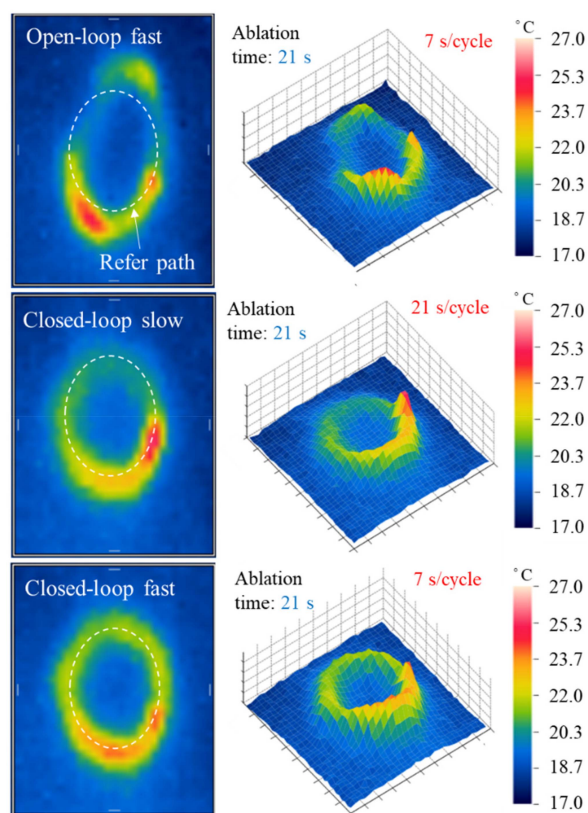 Open-loop fast
Refer path
Ablation
time: 21 s
7 s/cycle
°C
27.0
25.3
23.7
22.0
20.3
18.7
17.0
Closed-loop slow
Ablation
time: 21 s
21 s/cycle
°C
27.0
25.3
23.7
22.0
20.3
18.7
17.0
Closed-loop fast
Ablation
time: 21 s
7 s/cycle
°C
27.0
25.3
23.7
22.0
20.3
18.7
17.0